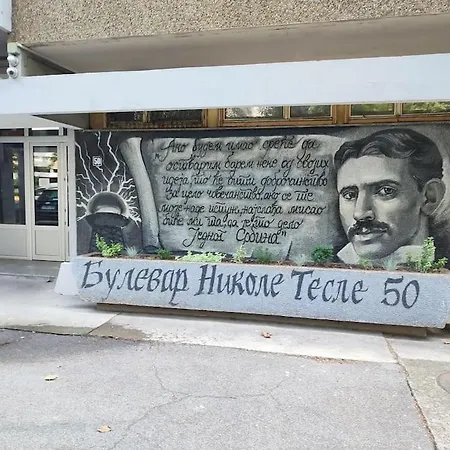 50
"Ако будем имао среће да
остварим барем неке од својих
идеја, то ће бити доброчинство
за цело човечанство, ако се те
моје наде испуне, најслађа мисао
биће ми та: да је то дело
Једног Србина"
Булевар Николе Тесле 50